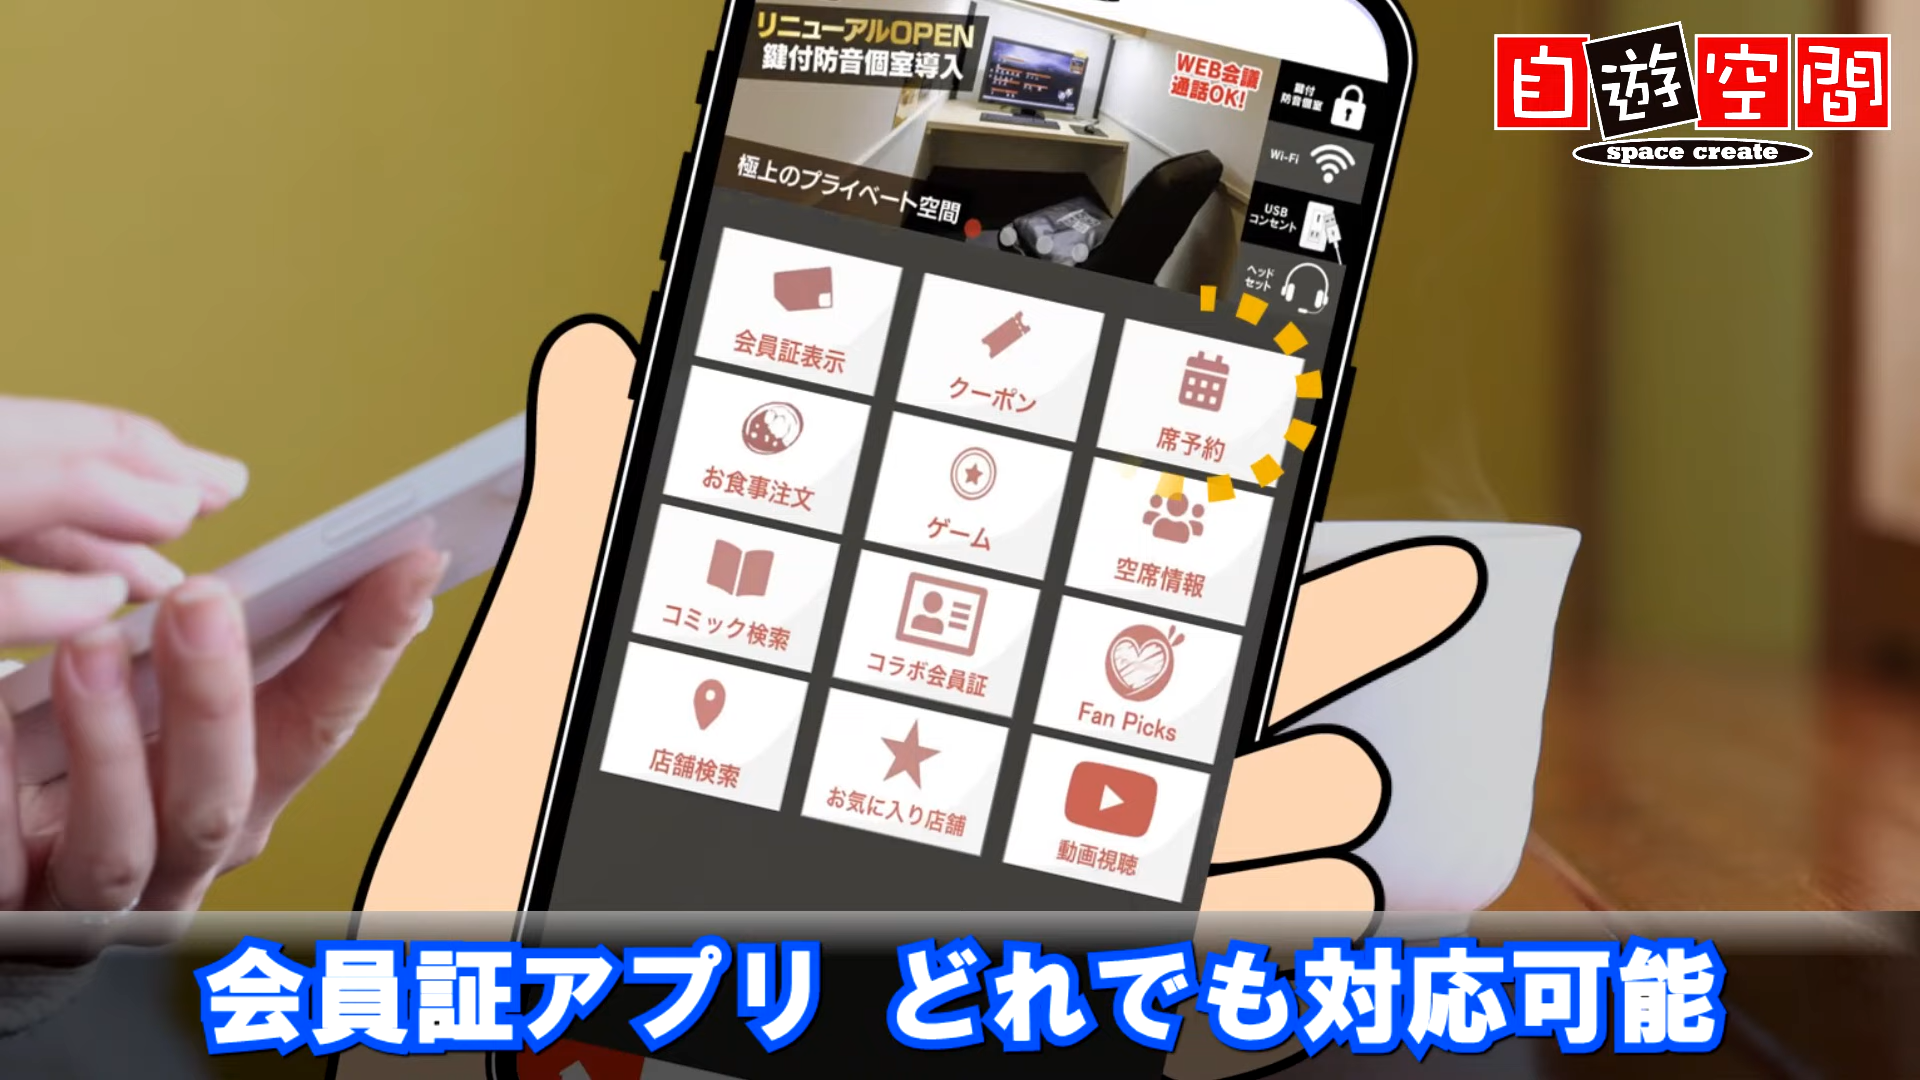 リニューアルOPEN
鍵付防音個室導入
WEB会議
通話OK!
極上のプライベート空間
鍵付
防音個室
Wi-Fi
USB
コンセント
ヘッド
セット
自遊空間
space create
会員証表示
クーポン
席予約
お食事注文
ゲーム
空席情報
コミック検索
コラボ会員証
Fan Picks
店舗検索
お気に入り店舗
動画視聴
会員証アプリ どれでも対応可能